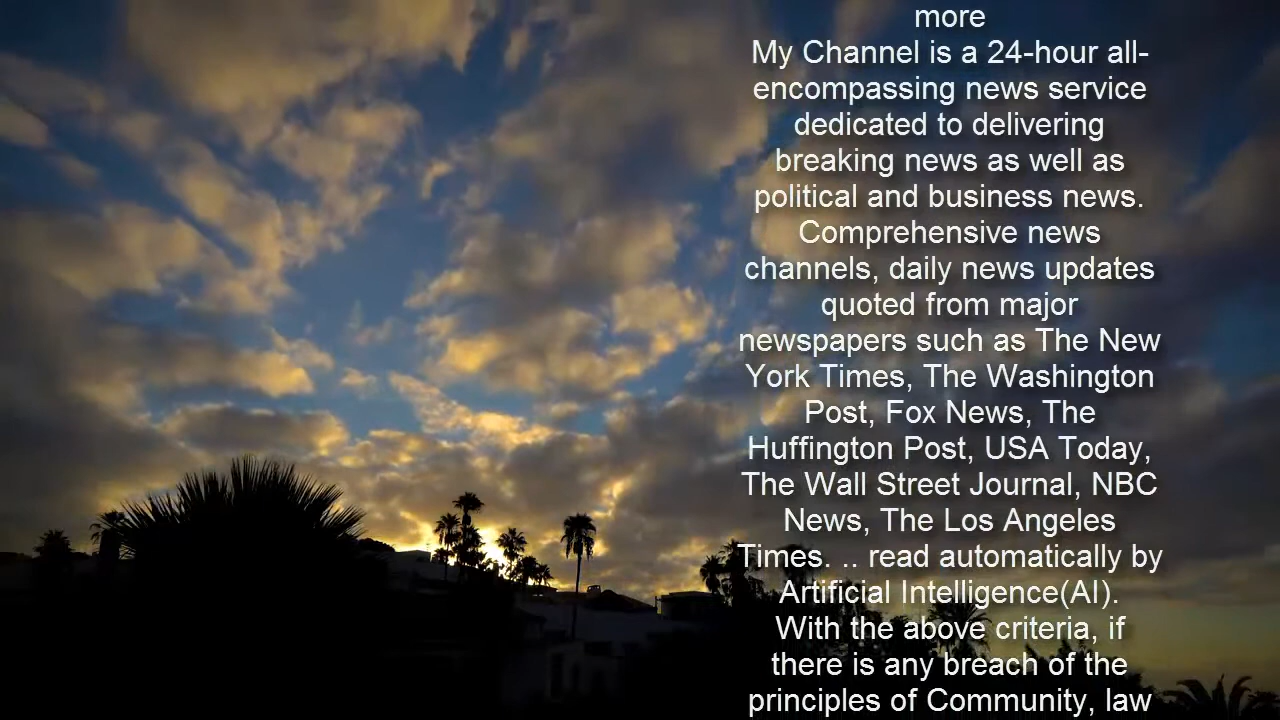 more
My Channel is a 24-hour all-
encompassing news service
dedicated to delivering
breaking news as well as
political and business news.
Comprehensive news
channels, daily news updates
quoted from major
newspapers such as The New
York Times, The Washington
Post, Fox News, The
Huffington Post, USA Today,
The Wall Street Journal, NBC
News, The Los Angeles
Times. .. read automatically by
Artificial Intelligence(AI).
With the above criteria, if
there is any breach of the
principles of Community, law